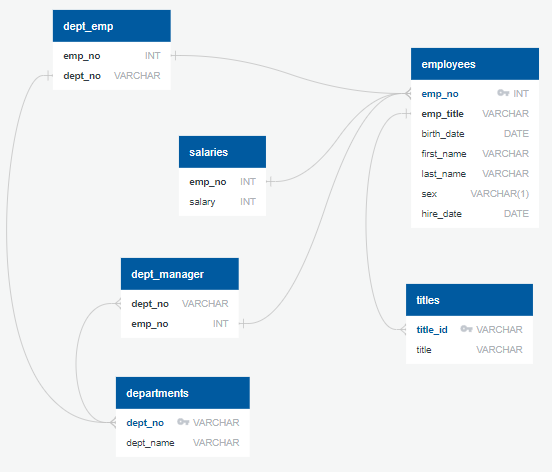 dept_emp
emp_no INT
dept_no VARCHAR
employees
emp_no INT
emp_title VARCHAR
birth_date DATE
first_name VARCHAR
last_name VARCHAR
sex VARCHAR(1)
hire_date DATE
salaries
emp_no INT
salary INT
dept_manager
dept_no VARCHAR
emp_no INT
titles
title_id VARCHAR
title VARCHAR
departments
dept_no VARCHAR
dept_name VARCHAR